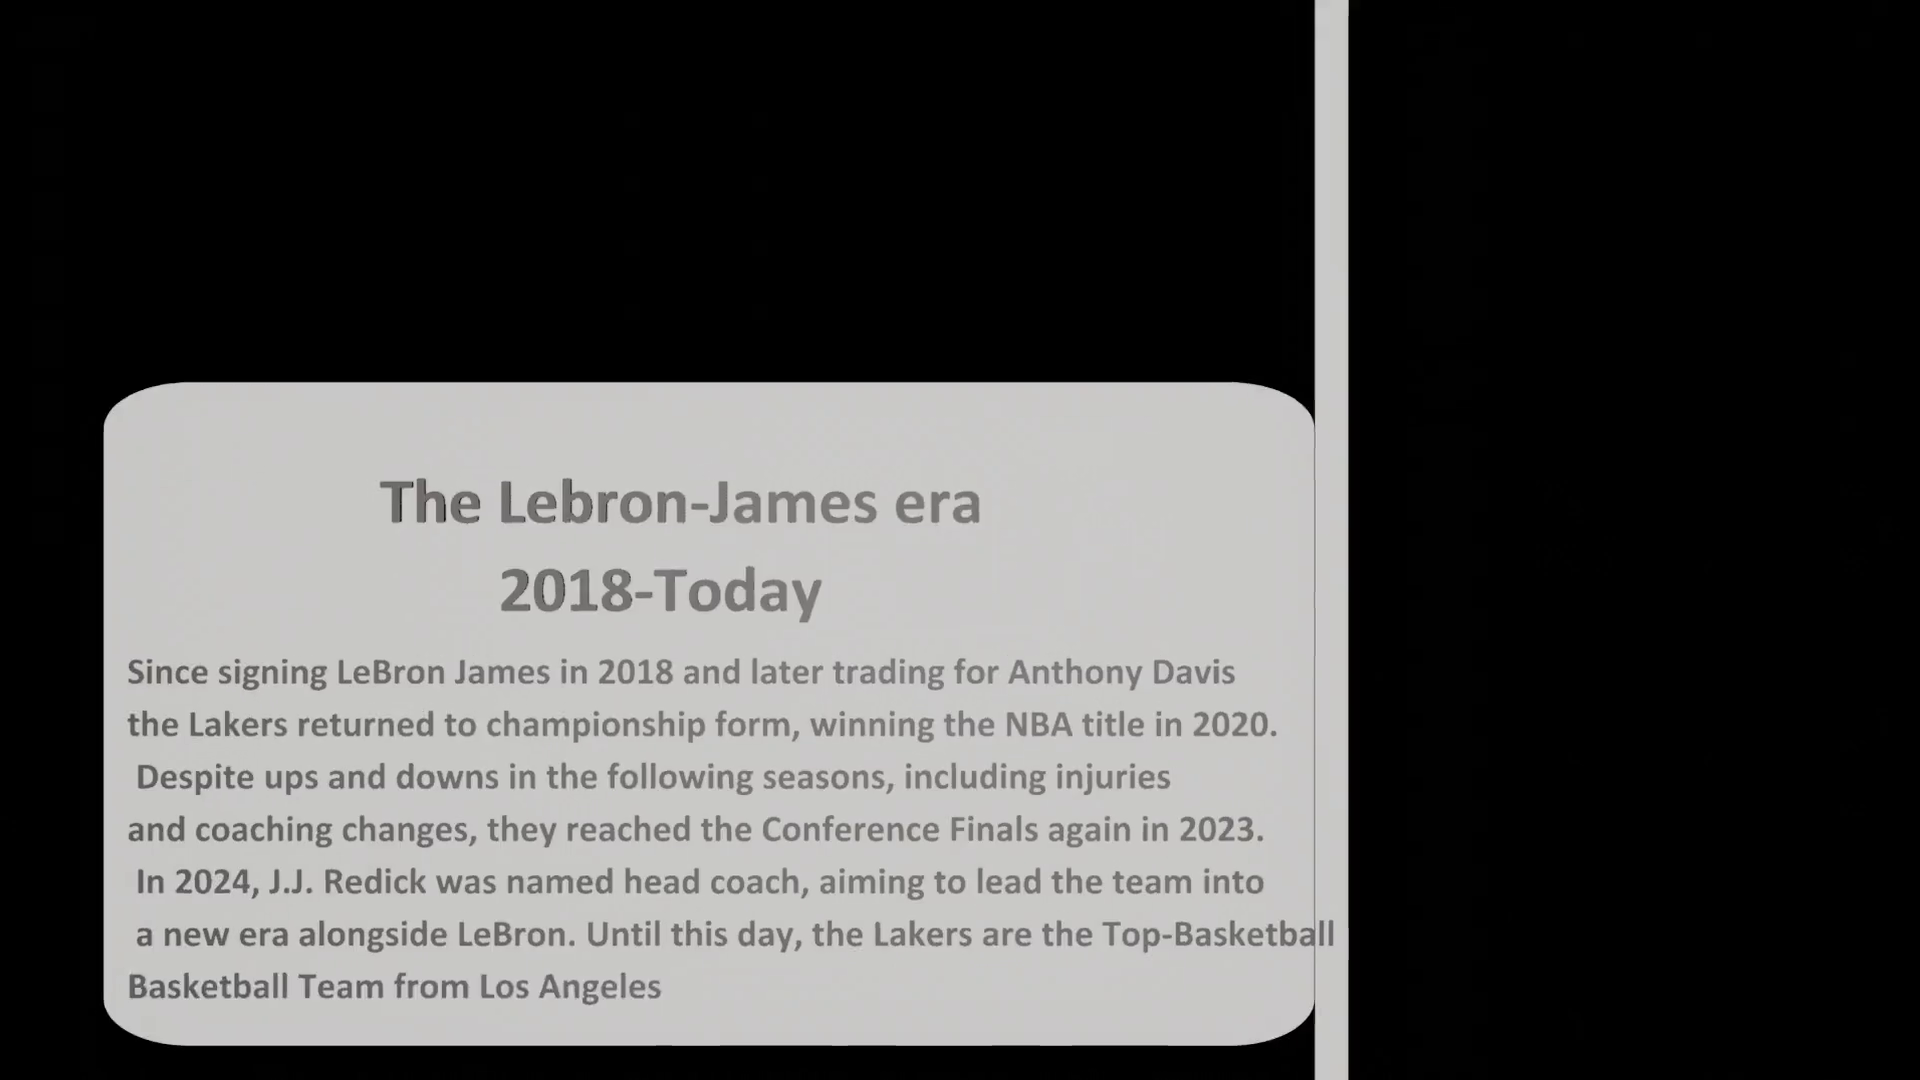 The Lebron-James era
2018-Today
Since signing LeBron James in 2018 and later trading for Anthony Davis
the Lakers returned to championship form, winning the NBA title in 2020.
Despite ups and downs in the following seasons, including injuries
and coaching changes, they reached the Conference Finals again in 2023.
In 2024, J.J. Redick was named head coach, aiming to lead the team into
a new era alongside LeBron. Until this day, the Lakers are the Top-Basketball
Basketball Team from Los Angeles